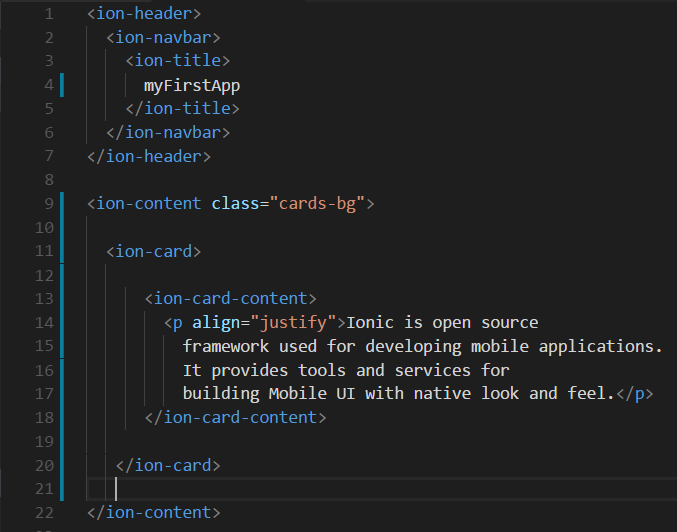 1 <ion-header>
2 <ion-navbar>
3 <ion-title>
4 myFirstApp
5 </ion-title>
6 </ion-navbar>
7 </ion-header>
8
9 <ion-content class="cards-bg">
10
11 <ion-card>
12
13 <ion-card-content>
14 <p align="justify">Ionic is open source
15 framework used for developing mobile applications.
16 It provides tools and services for
17 building Mobile UI with native look and feel.</p>
18 </ion-card-content>
19
20 </ion-card>
21
22 </ion-content>